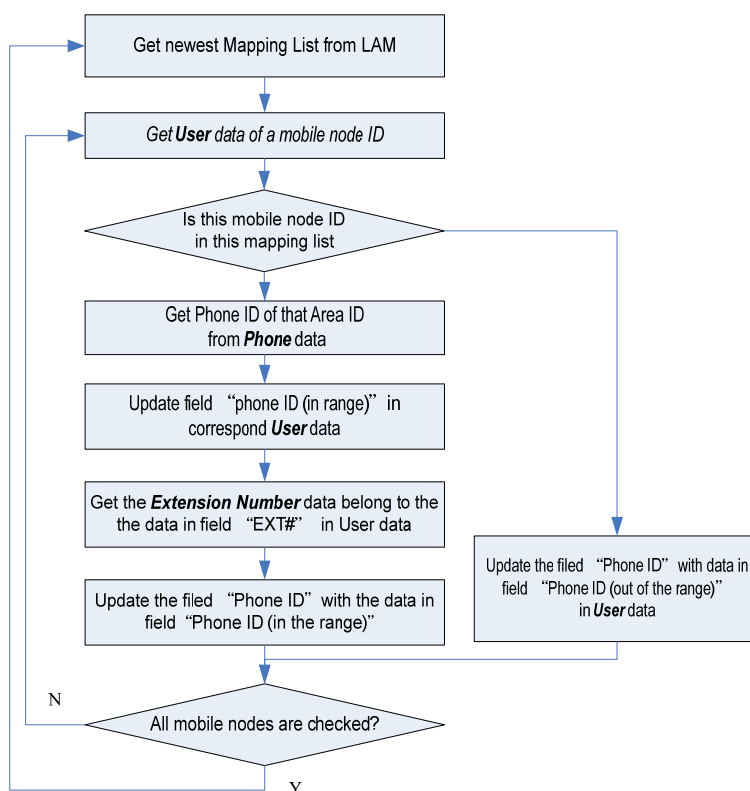 Get newest Mapping List from LAM
Get User data of a mobile node ID
Is this mobile node ID
in this mapping list
Get Phone ID of that Area ID
from Phone data
Update field “phone ID (in range)” in
correspond User data
Get the Extension Number data belong to the
the data in field “EXT#” in User data
Update the filed “Phone ID” with the data in
field “Phone ID (in the range)”
Update the filed “Phone ID” with data in
field “Phone ID (out of the range)”
in User data
N
All mobile nodes are checked?
Y